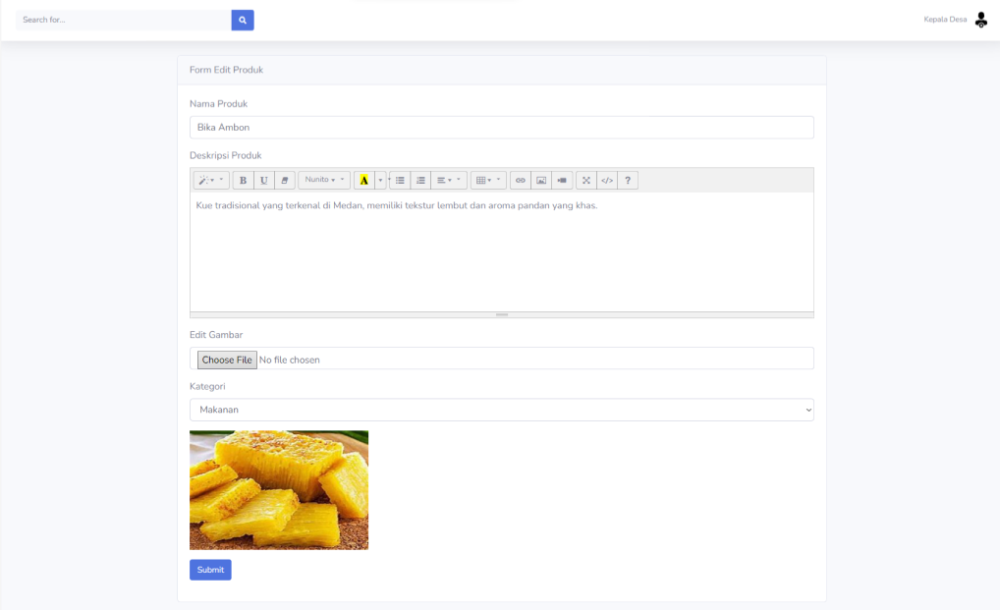 Search for...
Kepala Desa
Form Edit Produk
Nama Produk
Bika Ambon
Deskripsi Produk
B U Nunito A </> ?
Kue tradisional yang terkenal di Medan, memiliki tekstur lembut dan aroma pandan yang khas.
Edit Gambar
Choose File No file chosen
Kategori
Makanan
Submit